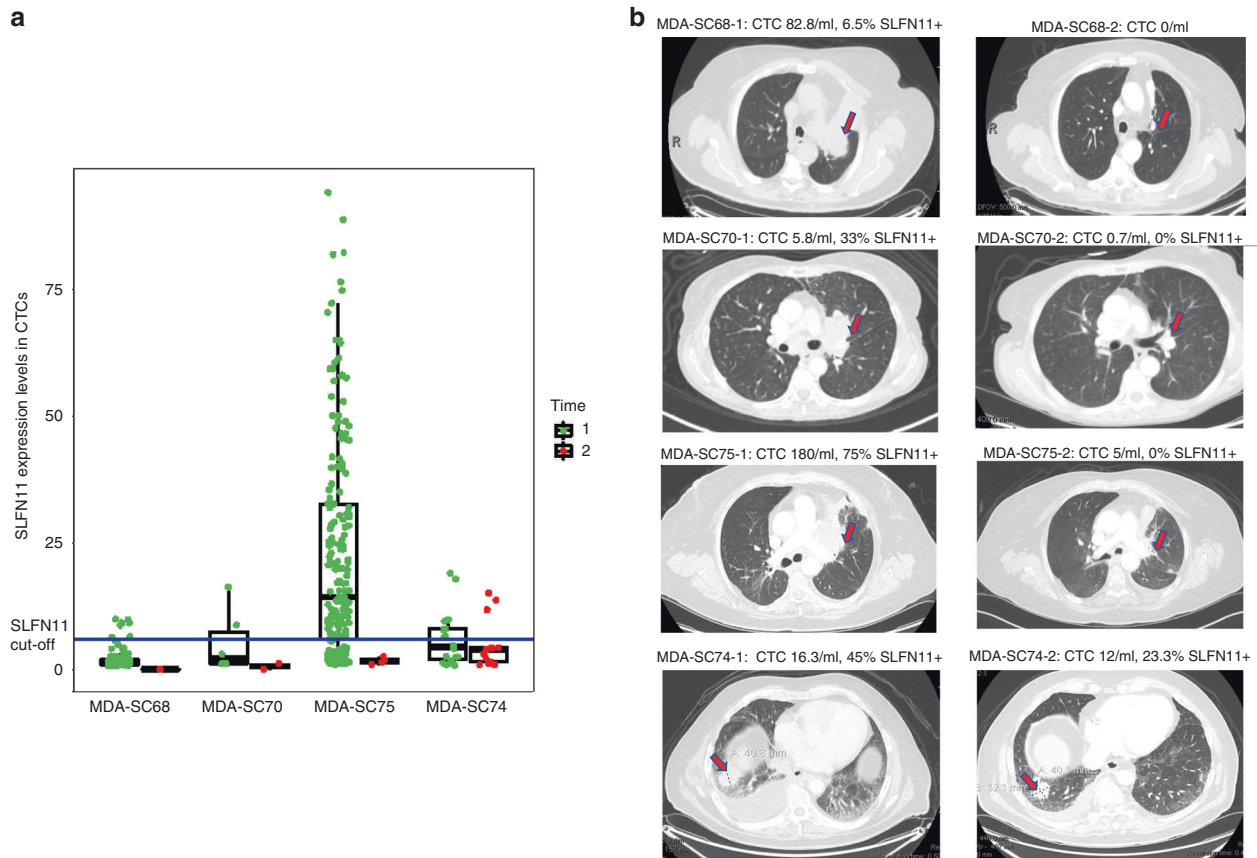 a
SLFN11 expression levels in CTCs
75
50
25
SLFN11
cut-off
0
MDA-SC68
MDA-SC70
MDA-SC75
MDA-SC74
Time
1
2
b
MDA-SC68-1: CTC 82.8/ml, 6.5% SLFN11+
MDA-SC68-2: CTC 0/ml
R
R
DFOV: 500.0 mm
MDA-SC70-1: CTC 5.8/ml, 33% SLFN11+
MDA-SC70-2: CTC 0.7/ml, 0% SLFN11+
MDA-SC75-1: CTC 180/ml, 75% SLFN11+
MDA-SC75-2: CTC 5/ml, 0% SLFN11+
MDA-SC74-1: CTC 16.3/ml, 45% SLFN11+
MDA-SC74-2: CTC 12/ml, 23.3% SLFN11+
A: 40.8 mm